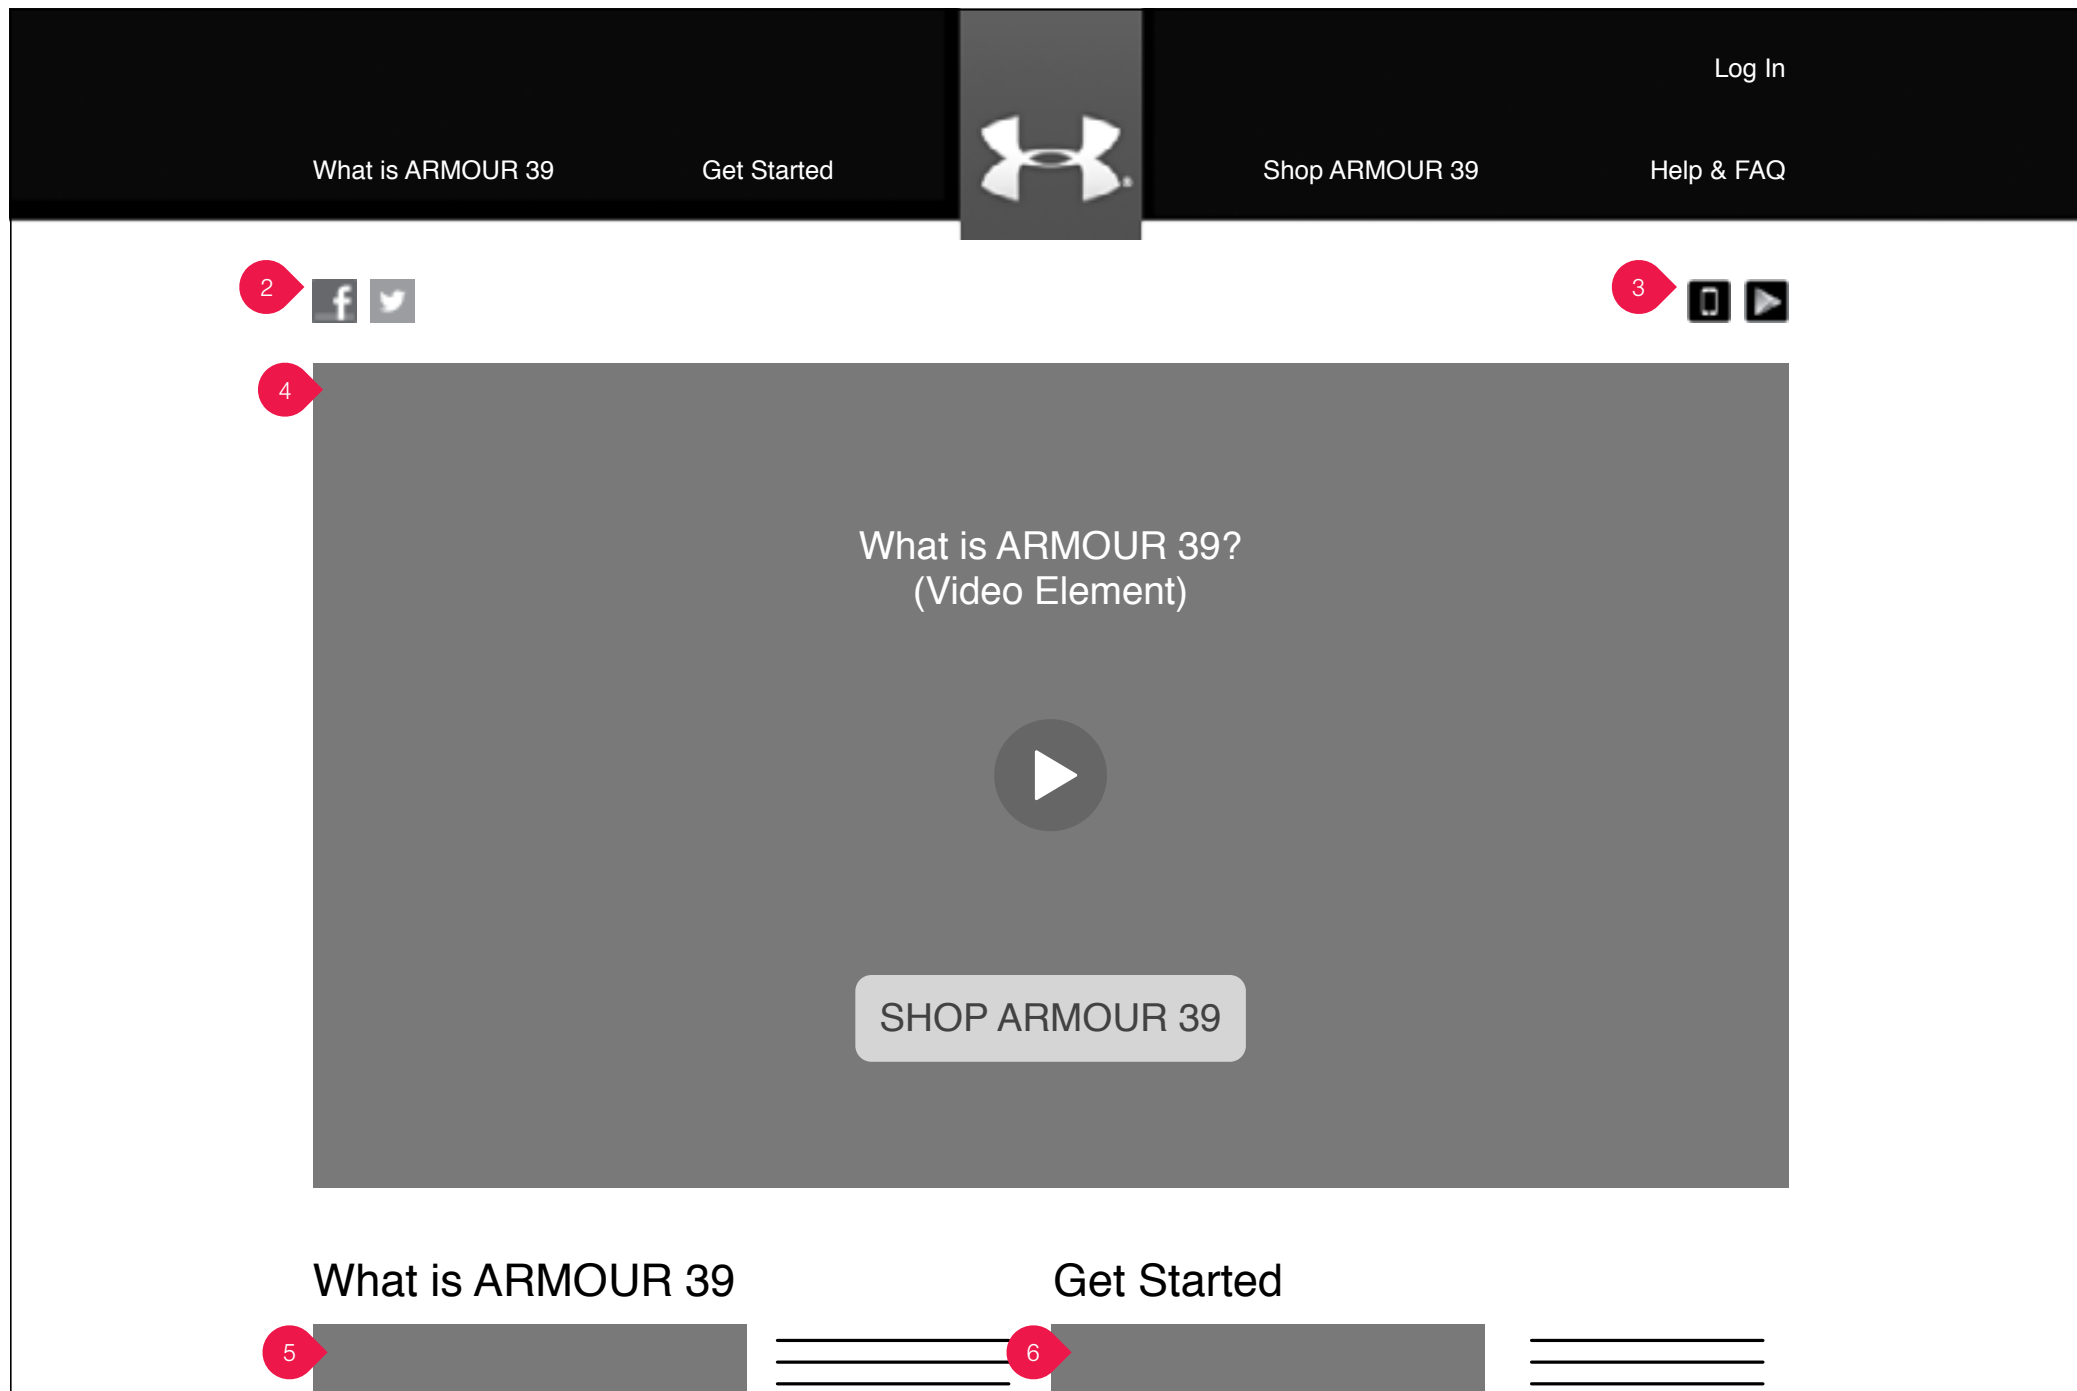 Log In
What is ARMOUR 39
Get Started
Shop ARMOUR 39
Help & FAQ
2
3
4
What is ARMOUR 39?
(Video Element)
SHOP ARMOUR 39
What is ARMOUR 39
Get Started
5
6